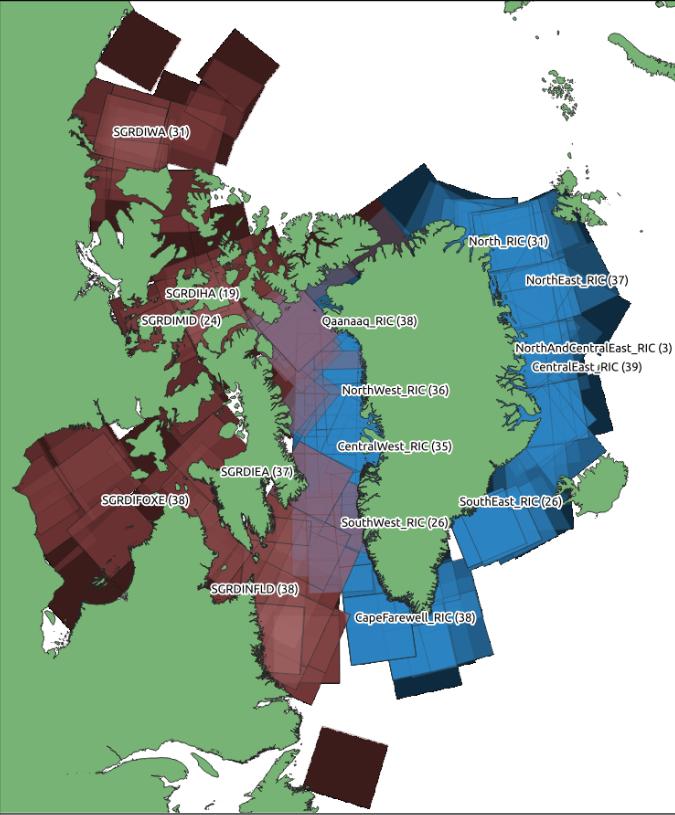 SGRDIWA (31)
North_RIC (31)
NorthEast_RIC (37)
SGRDIHA (19)
SGRDIMID (24)
Qaanaaq_RIC (38)
NorthAndCentralEast_RIC (3)
CentralEast_RIC (39)
NorthWest_RIC (36)
CentralWest_RIC (35)
SGRDIEA (37)
SGRDIFOXE (38)
SouthEast_RIC (26)
SouthWest_RIC (26)
SGRDINFLD (38)
CapeFarewell_RIC (38)